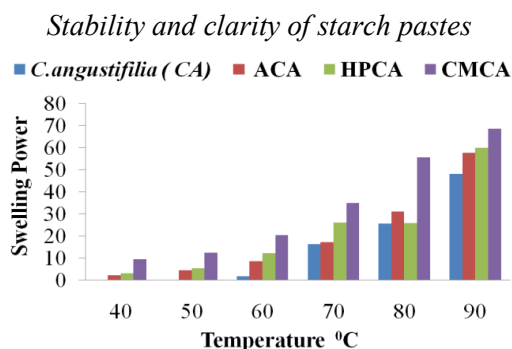 Stability and clarity of starch pastes
C.angustifilia ( CA) ACA HPCA CMCA
80
70
60
50
40
30
20
10
0
Swelling Power
40 50 60 70 80 90
Temperature ⁰C